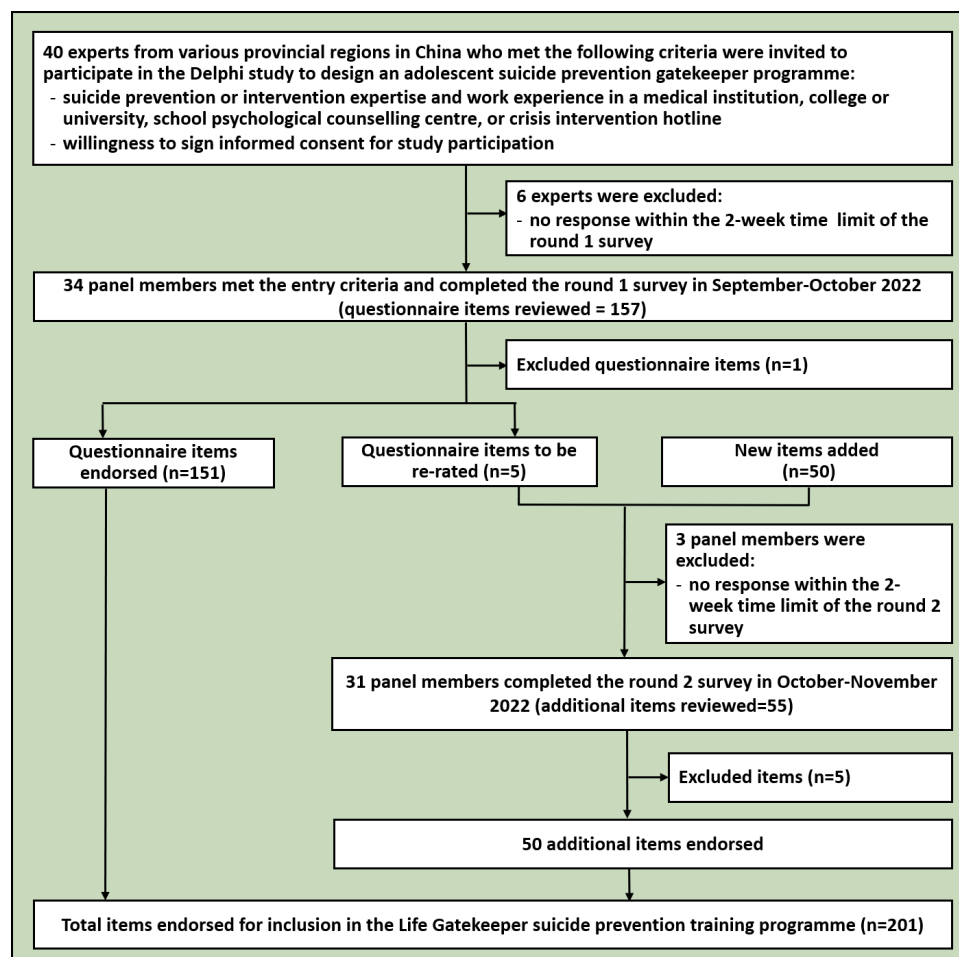 40 experts from various provincial regions in China who met the following criteria were invited to
participate in the Delphi study to design an adolescent suicide prevention gatekeeper programme:
- suicide prevention or intervention expertise and work experience in a medical institution, college or
university, school psychological counselling centre, or crisis intervention hotline
- willingness to sign informed consent for study participation
6 experts were excluded:
- no response within the 2-week time limit of the
round 1 survey
34 panel members met the entry criteria and completed the round 1 survey in September-October 2022
(questionnaire items reviewed = 157)
Excluded questionnaire items (n=1)
Questionnaire items
endorsed (n=151)
Questionnaire items to be
re-rated (n=5)
New items added
(n=50)
3 panel members were
excluded:
- no response within the 2-
week time limit of the round 2
survey
31 panel members completed the round 2 survey in October-November
2022 (additional items reviewed=55)
Excluded items (n=5)
50 additional items endorsed
Total items endorsed for inclusion in the Life Gatekeeper suicide prevention training programme (n=201)